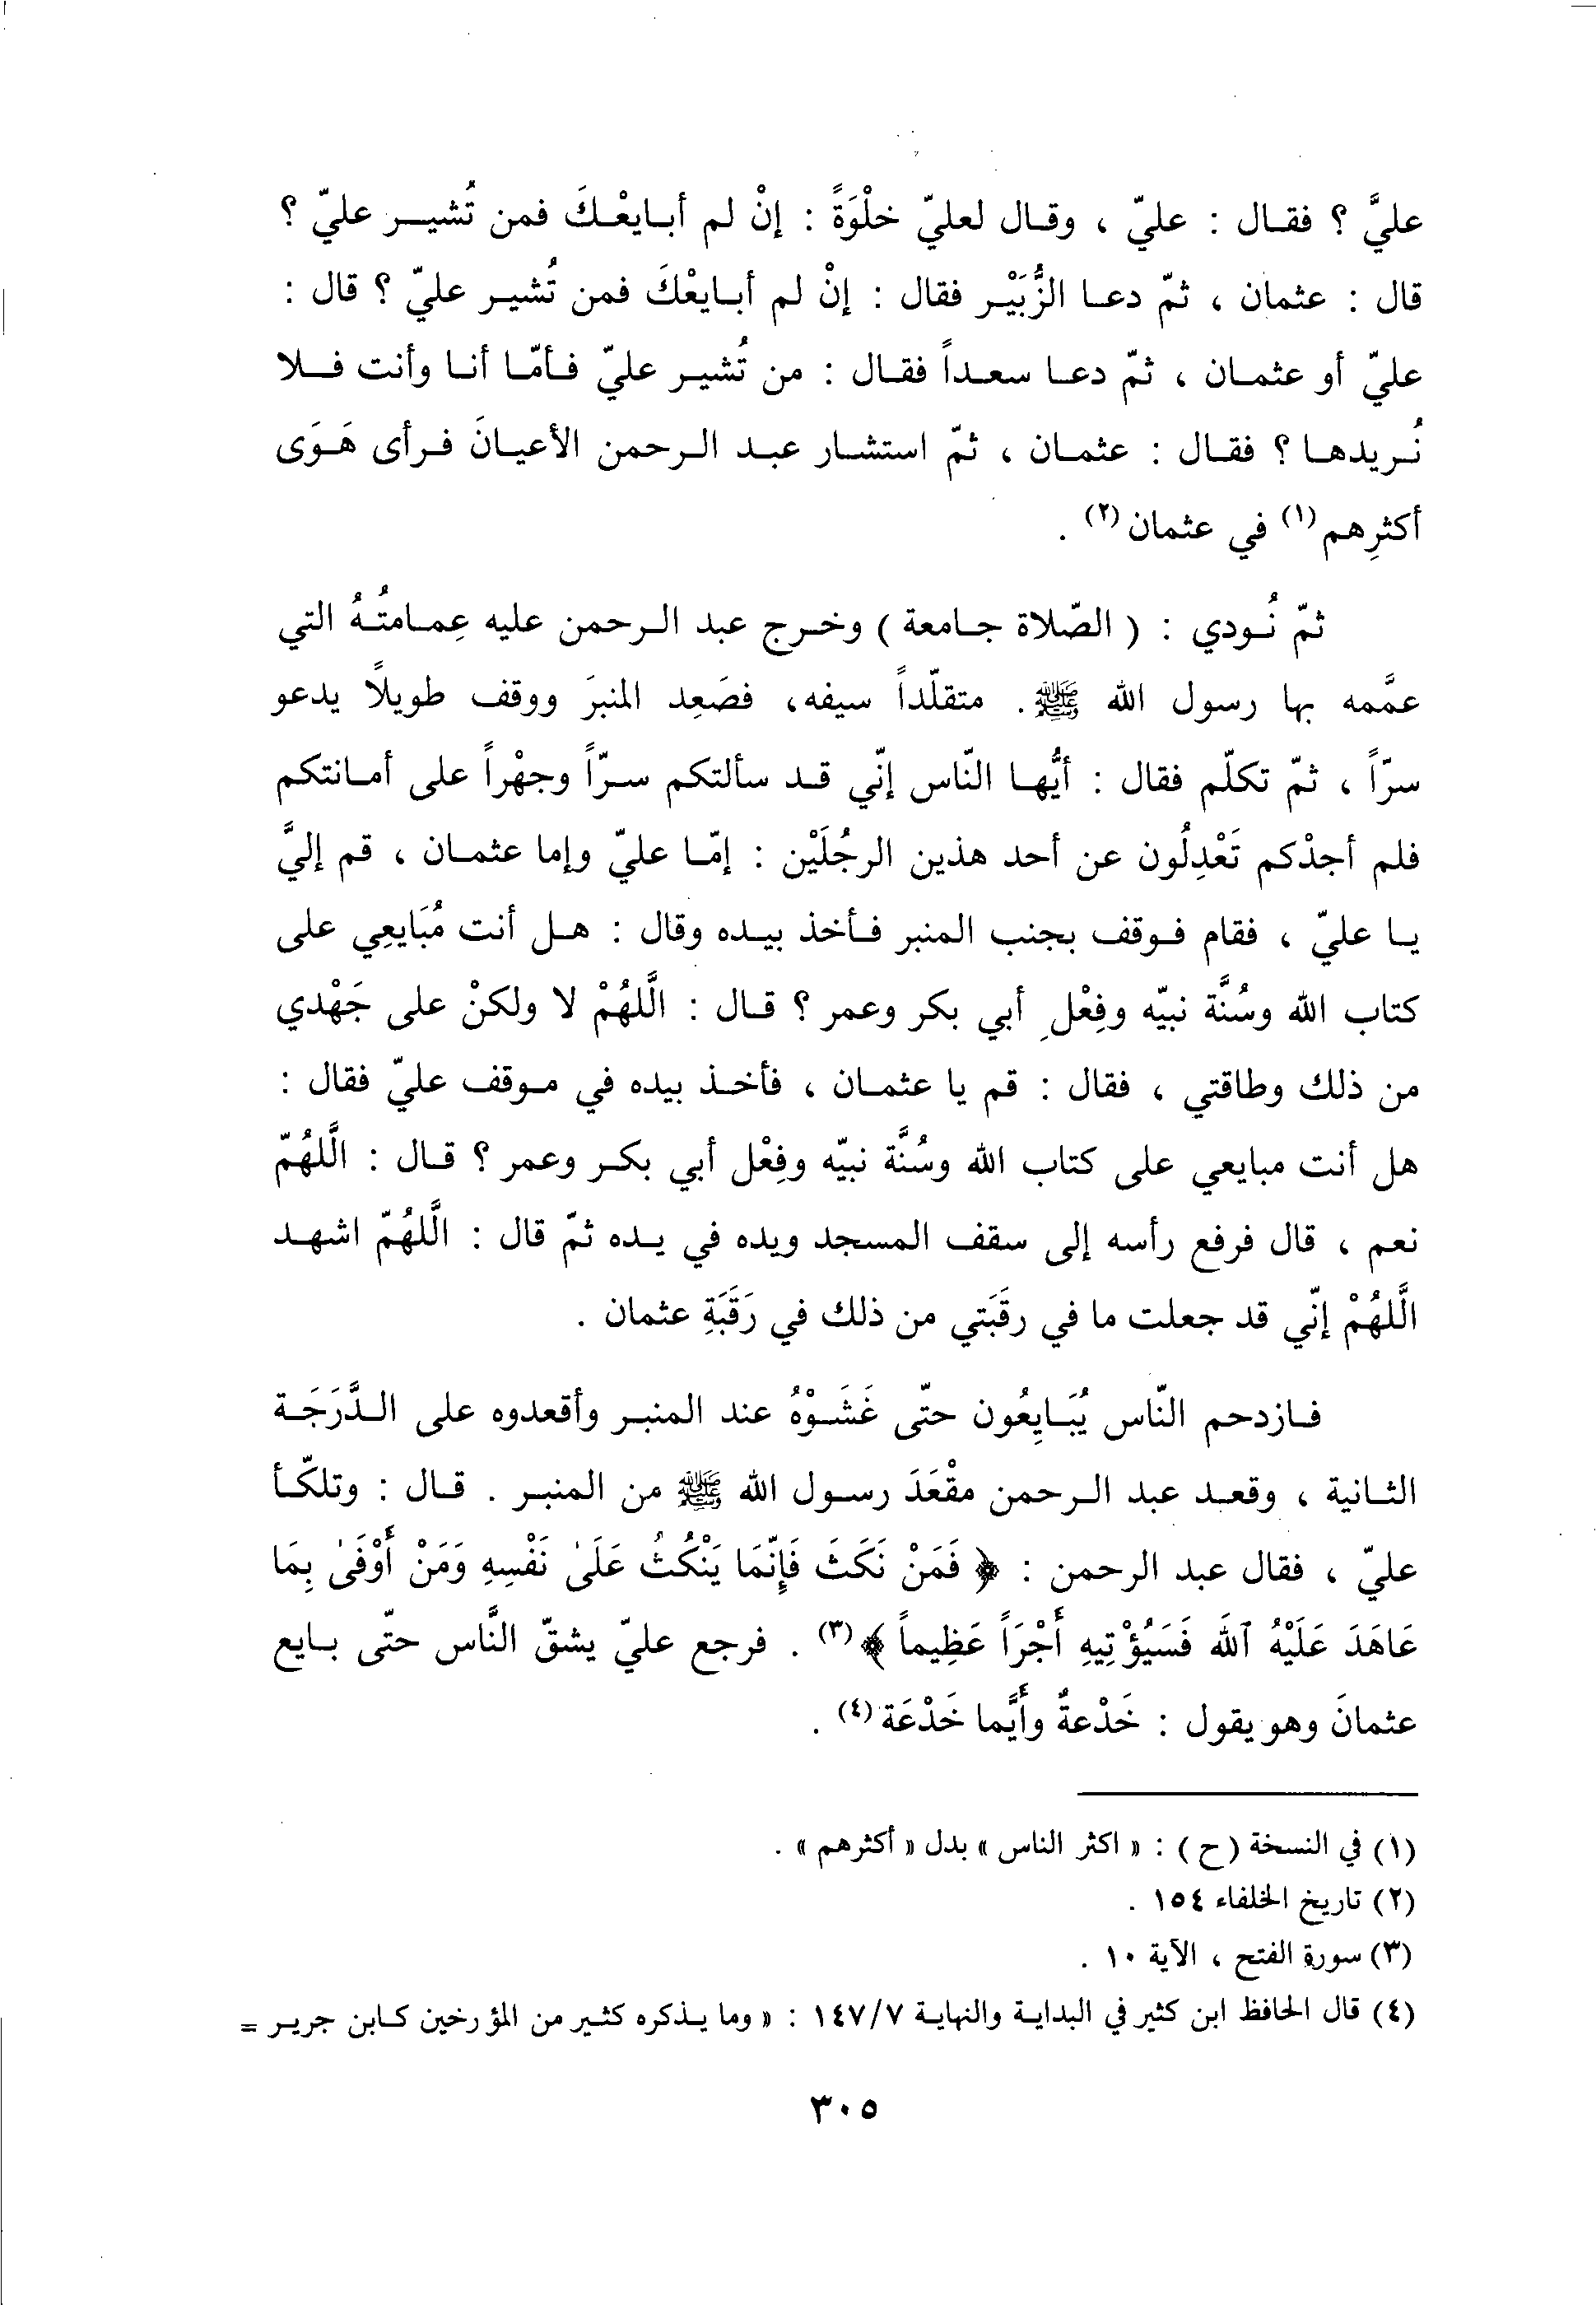 عليَّ ؟ فقال : عليّ ، وقال لعليّ خلْوَةً : إنْ لم أبايعْكَ فمن تُشير عليّ ؟
قال : عثمان ، ثمّ دعا الزُّبَيْر فقال : إنْ لم أبايعْكَ فمن تُشير عليّ ؟ قال :
عليّ أو عثمان ، ثمّ دعا سعداً فقال : من تُشير عليّ فأمّا أنا وأنت فلا
نُريدها ؟ فقال : عثمان ، ثمّ استشار عبد الرحمن الأعيانَ فرأى هَوَى
أكثرِهم (١) في عثمان (٢) .
ثمّ نُودي : ( الصّلاة جامعة ) وخرج عبد الرحمن عليه عِمامتُهُ التي
عمَّمه بها رسول الله ﷺ . متقلّداً سيفه، فصَعِد المنبرَ ووقف طويلاً يدعو
سرّاً ، ثمّ تكلّم فقال : أيُّها النّاس إنّي قد سألتكم سرّاً وجهْراً على أمانتكم
فلم أجدْكم تَعْدِلُون عن أحد هذين الرجُلَيْن : إمّا عليّ وإما عثمان ، قم إليَّ
يا عليّ ، فقام فوقف بجنب المنبر فأخذ بيده وقال : هل أنت مُبَايعِي على
كتاب الله وسُنَّة نبيّه وفِعْلِ أبي بكر وعمر ؟ قال : الَّلهُمْ لا ولكنْ على جَهْدي
من ذلك وطاقتي ، فقال : قم يا عثمان ، فأخذ بيده في موقف عليّ فقال :
هل أنت مبايعي على كتاب الله وسُنَّة نبيّه وفِعْل أبي بكر وعمر ؟ قال : الَّلهُمّ
نعم ، قال فرفع رأسه إلى سقف المسجد ويده في يده ثمّ قال : الَّلهُمّ اشهد
الَّلهُمْ إنّي قد جعلت ما في رقَبَتي من ذلك في رَقَبَةِ عثمان .
فازدحم النّاس يُبَايِعُون حتّى غَشَوْهُ عند المنبر وأقعدوه على الدَّرَجَة
الثانية ، وقعد عبد الرحمن مقْعَدَ رسول الله ﷺ من المنبر . قال : وتلكّأ
عليّ ، فقال عبد الرحمن : ﴿ فَمَنْ نَكَثَ فَإِنّمَا يَنْكُثُ عَلَىٰ نَفْسِهِ وَمَنْ أَوْفَىٰ بِمَا
عَاهَدَ عَلَيْهُ ٱللَّه فَسَيُؤْتِيهِ أَجْرَاً عَظِيماً ﴾ (٣) . فرجع عليّ يشقّ النَّاس حتّى بايع
عثمانَ وهو يقول : خَدْعةٌ وأَيَّما خَدْعَة (٤) .
(١) في النسخة (ح) : « اكثر الناس » بدل « أكثرهم » .
(٢) تاريخ الخلفاء ١٥٤ .
(٣) سورة الفتح ، الآية ١٠ .
(٤) قال الحافظ ابن كثير في البداية والنهاية ١٤٧/٧ : « وما يذكره كثير من المؤرخين كابن جرير =
٣٠٥